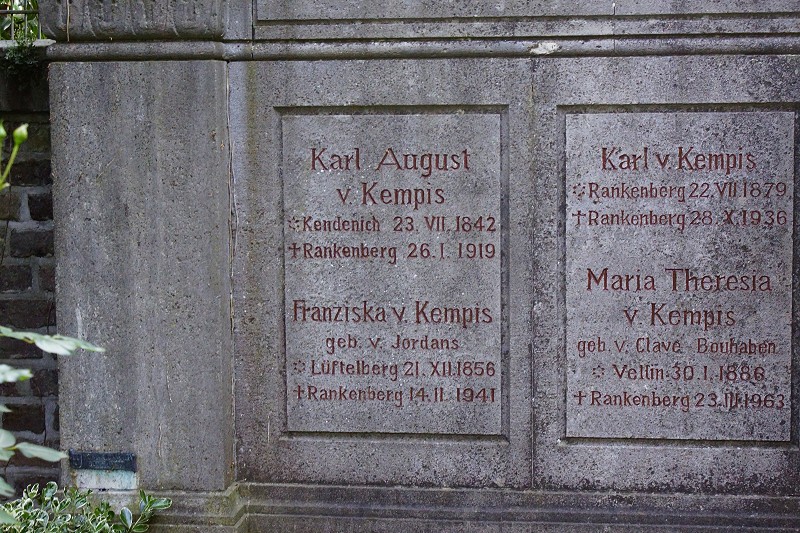 Karl August
v. Kempis
* Kendenich 23. VII. 1842
† Rankenberg 26. I. 1919
Franziska v. Kempis
geb. v. Jordans
* Lüftelberg 21. XII. 1856
† Rankenberg 14. II. 1941
Karl v. Kempis
* Rankenberg 22. VII 1879
† Rankenberg 28. X. 1936
Maria Theresia
v. Kempis
geb. v. Clavé Bouhaben
* Vellin 30. I. 1886
† Rankenberg 23. III. 1963